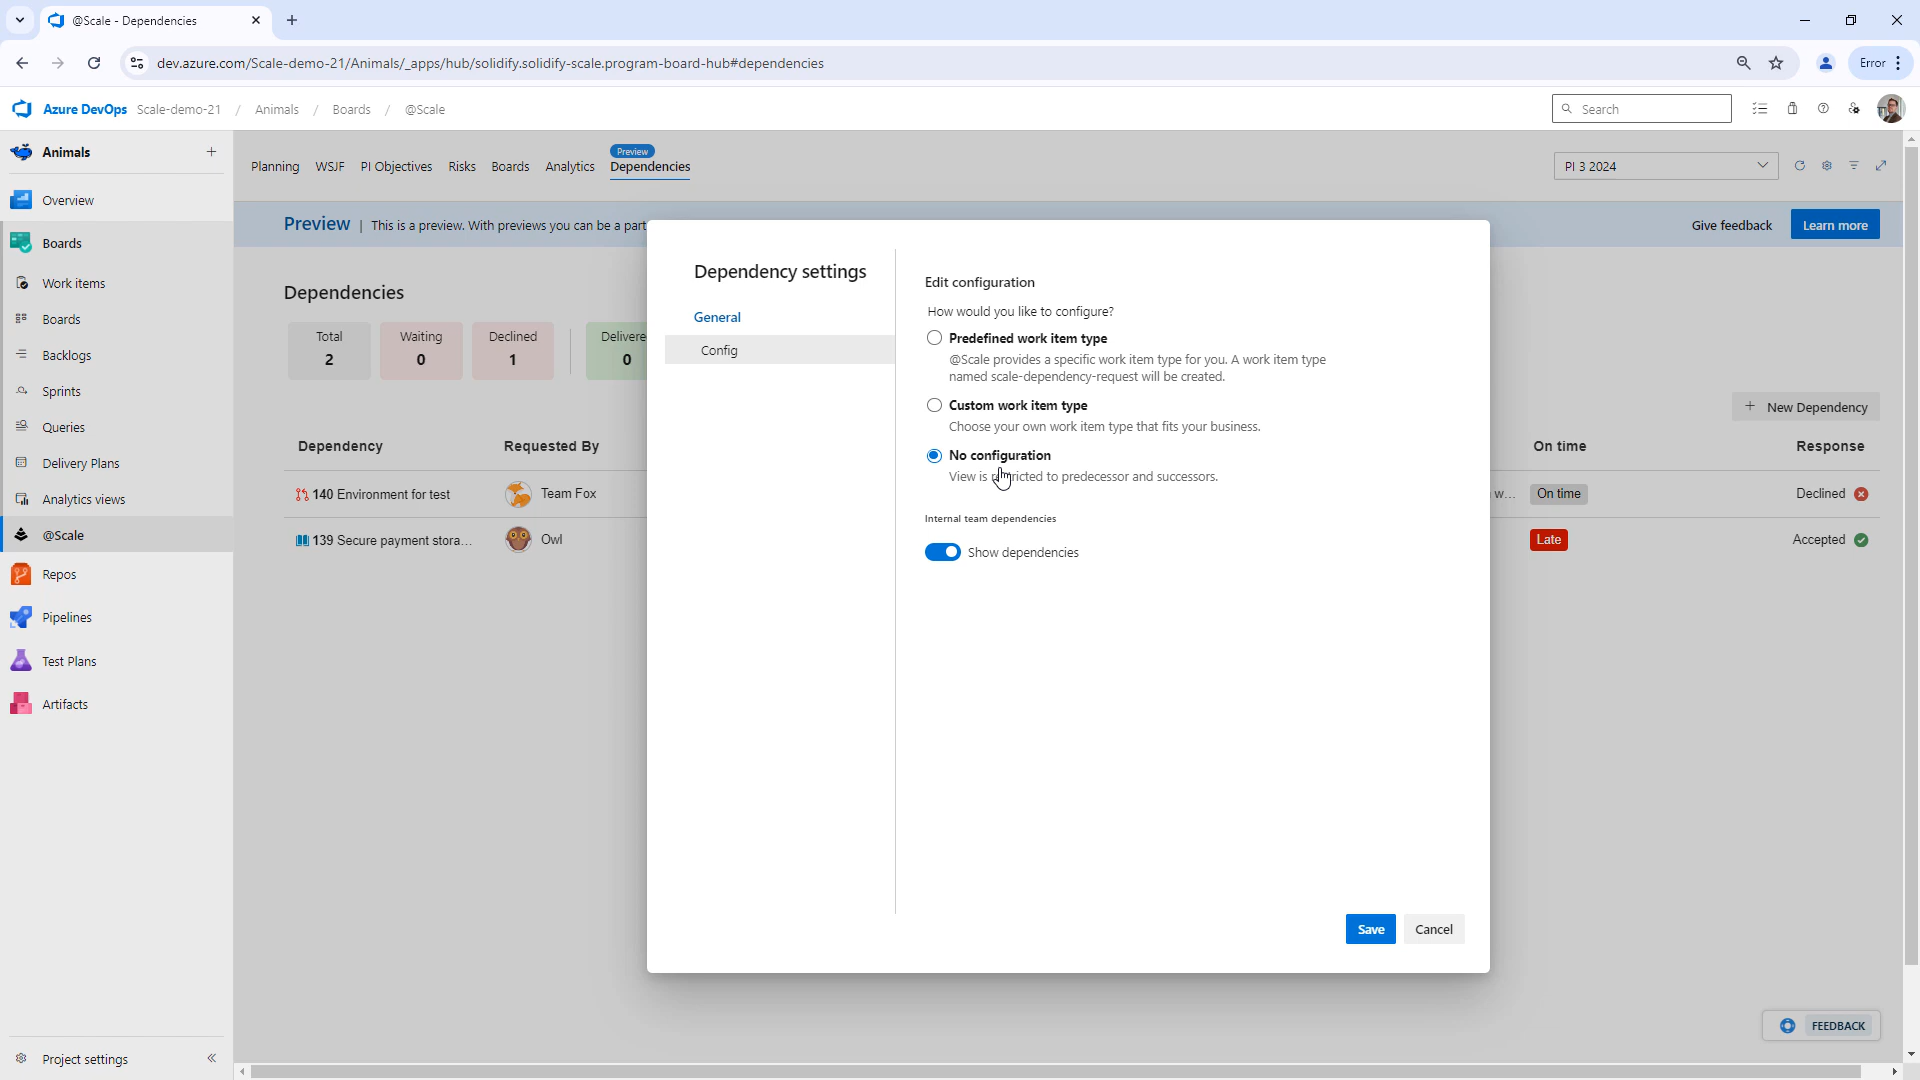 @Scale - Dependencies
dev.azure.com/Scale-demo-21/Animals/_apps/hub/solidify.solidify-scale.program-board-hub#dependencies
Error
Azure DevOps Scale-demo-21 / Animals / Boards / @Scale
Search
Animals
Overview
Boards
Work items
Boards
Backlogs
Sprints
Queries
Delivery Plans
Analytics views
@Scale
Repos
Pipelines
Test Plans
Artifacts
Project settings
Planning WSJF PI Objectives Risks Boards Analytics Dependencies
Preview
PI 3 2024
Preview | This is a preview. With previews you can be a part
Give feedback
Learn more
Dependencies
Total
2
Waiting
0
Declined
1
Delivere
0
New Dependency
Dependency Requested By On time Response
140 Environment for test Team Fox w... On time Declined
139 Secure payment stora... Owl Late Accepted
Dependency settings
General
Config
Edit configuration
How would you like to configure?
Predefined work item type
@Scale provides a specific work item type for you. A work item type
named scale-dependency-request will be created.
Custom work item type
Choose your own work item type that fits your business.
No configuration
View is restricted to predecessor and successors.
Internal team dependencies
Show dependencies
Save
Cancel
FEEDBACK